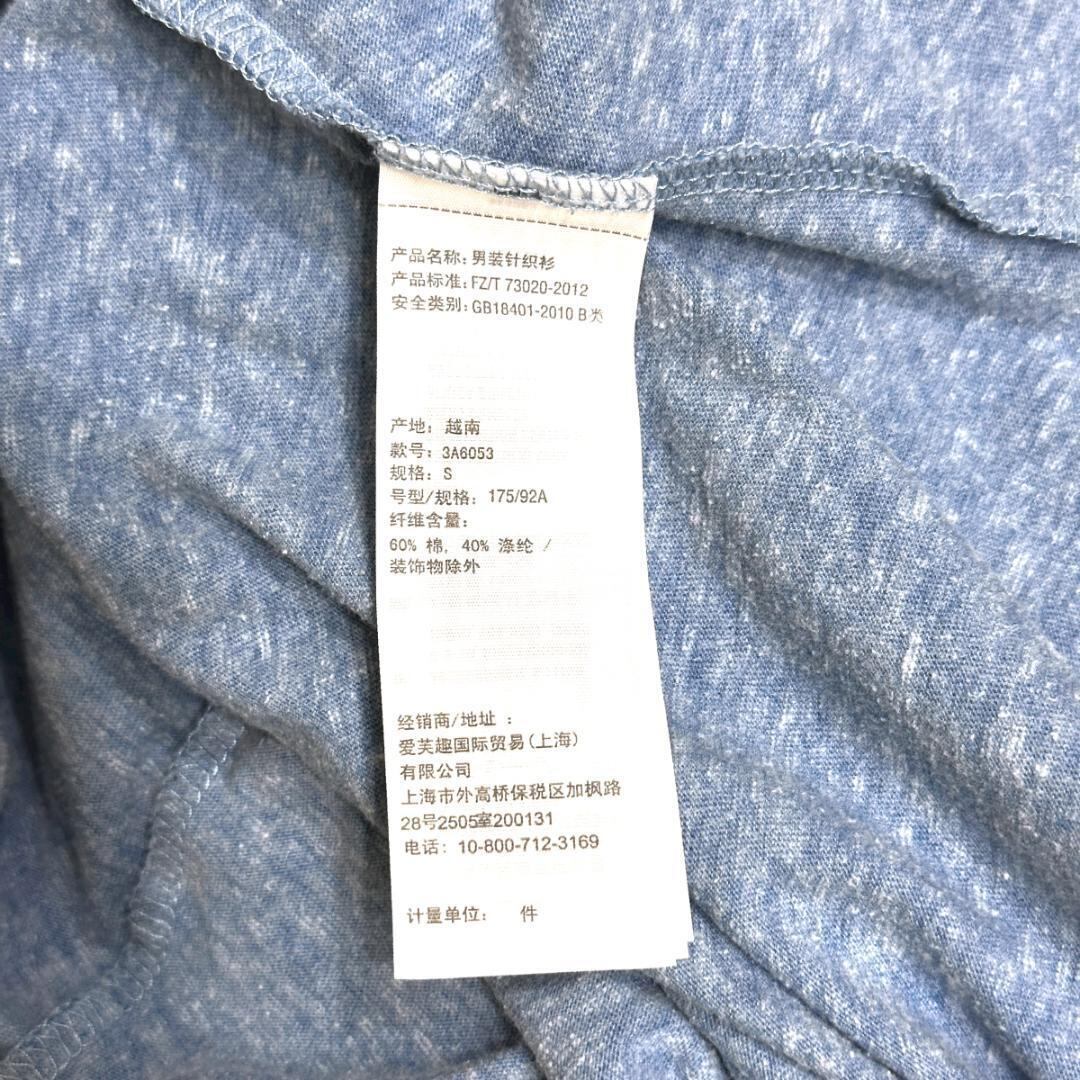 产品名称: 男装针织衫
产品标准: FZ/T 73020-2012
安全类别: GB18401-2010 B类
产地: 越南
款号: 3A6053
规格: S
号型/规格: 175/92A
纤维含量:
60% 棉, 40% 涤纶 /
装饰物除外
经销商/地址 :
爱芙趣国际贸易(上海)
有限公司
上海市外高桥保税区加枫路
28号2505室200131
电话: 10-800-712-3169
计量单位: 件